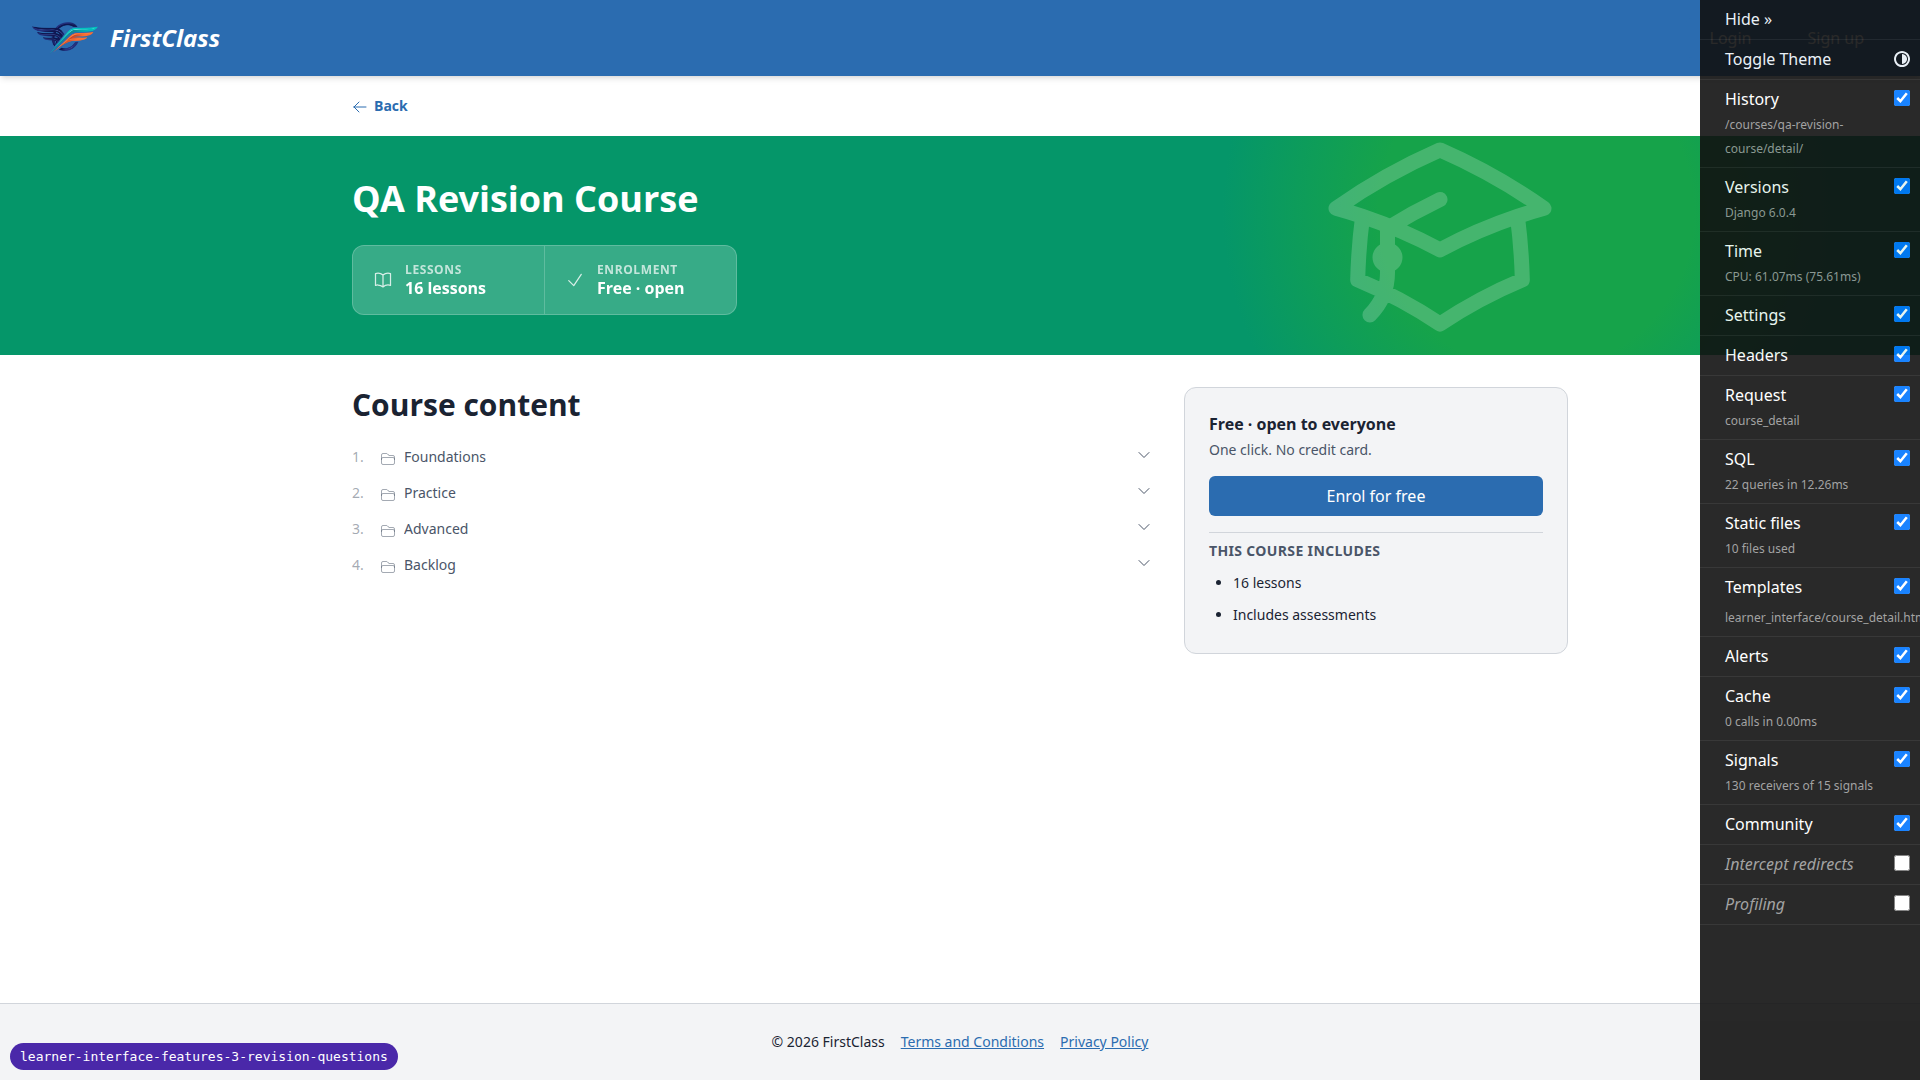 FirstClass
Login
Sign up
Back
QA Revision Course
LESSONS
16 lessons
ENROLMENT
Free · open
Course content
1. Foundations
2. Practice
3. Advanced
4. Backlog
Free · open to everyone
One click. No credit card.
Enrol for free
THIS COURSE INCLUDES
• 16 lessons
• Includes assessments
© 2026 FirstClass Terms and Conditions Privacy Policy
learner-interface-features-3-revision-questions
Hide »
Toggle Theme
History
/courses/qa-revision-
course/detail/
Versions
Django 6.0.4
Time
CPU: 61.07ms (75.61ms)
Settings
Headers
Request
course_detail
SQL
22 queries in 12.26ms
Static files
10 files used
Templates
learner_interface/course_detail.htm
Alerts
Cache
0 calls in 0.00ms
Signals
130 receivers of 15 signals
Community
Intercept redirects
Profiling